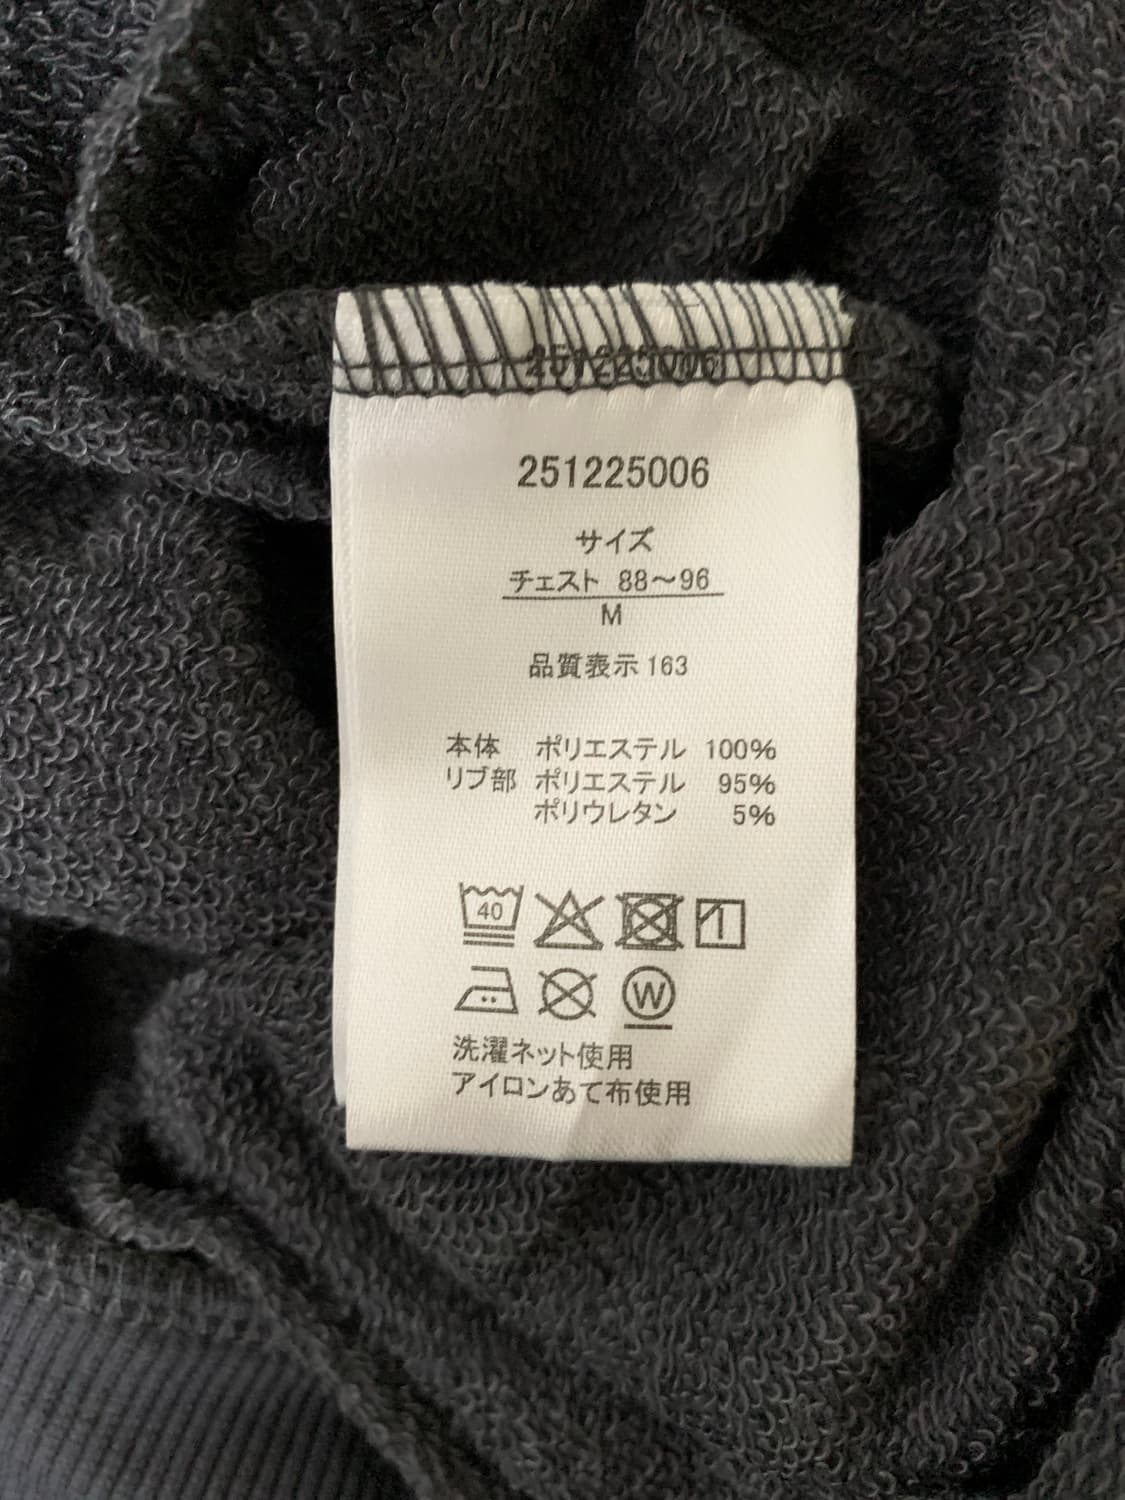 251225006
251225006
サイズ
チェスト 88～96
M
品質表示 163
本体 ポリエステル 100%
リブ部 ポリエステル 95%
ポリウレタン 5%
40
1
W
洗濯ネット使用
アイロンあて布使用